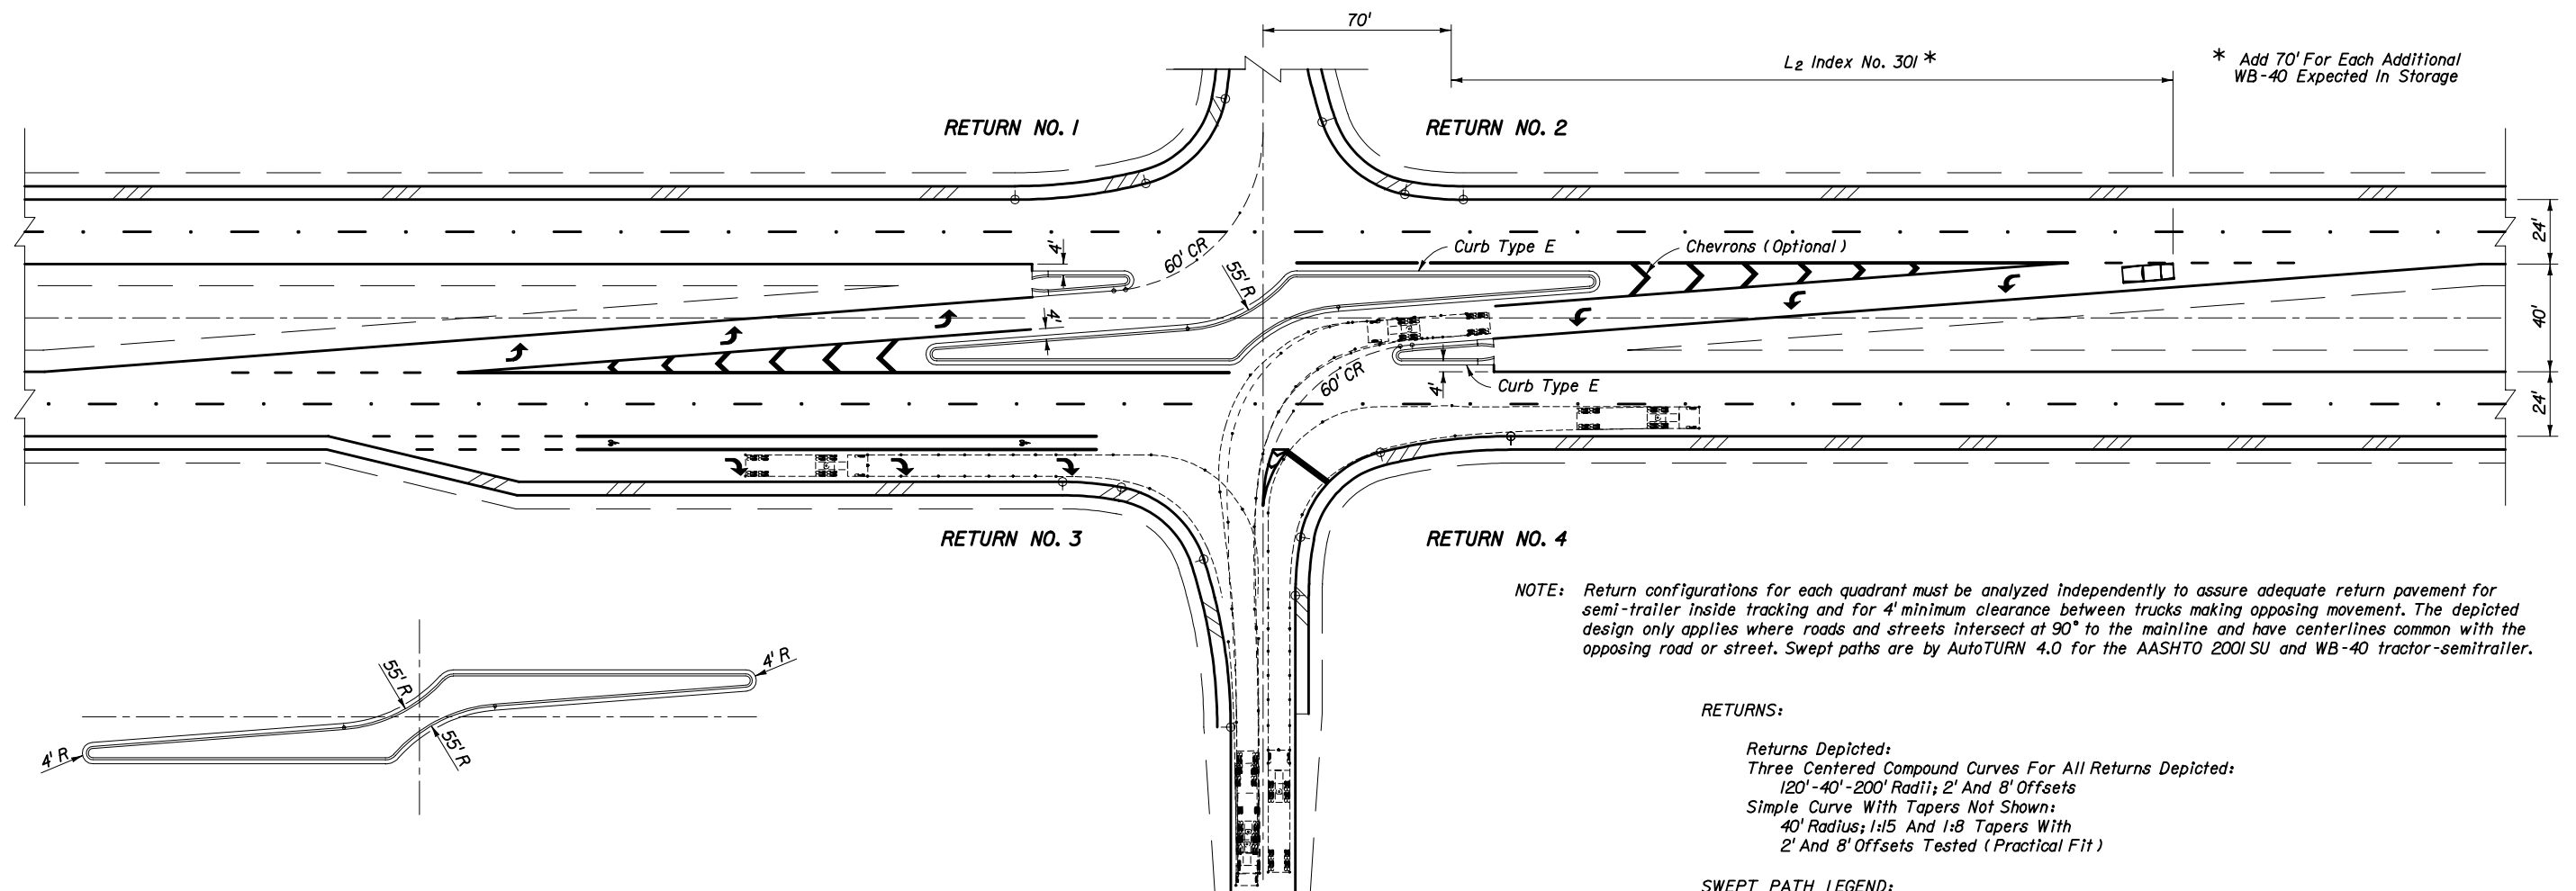 70'
L2 Index No. 301 *
* Add 70' For Each Additional
WB-40 Expected In Storage
RETURN NO. 1
RETURN NO. 2
24'
4'
60' CR
55' R
Curb Type E
Chevrons (Optional)
40'
4'
60' CR
4'
Curb Type E
24'
RETURN NO. 3
RETURN NO. 4
NOTE: Return configurations for each quadrant must be analyzed independently to assure adequate return pavement for
semi-trailer inside tracking and for 4' minimum clearance between trucks making opposing movement. The depicted
design only applies where roads and streets intersect at 90° to the mainline and have centerlines common with the
opposing road or street. Swept paths are by AutoTURN 4.0 for the AASHTO 2001 SU and WB-40 tractor-semitrailer.
55' R
4' R
4' R
55' R
RETURNS:
Returns Depicted:
Three Centered Compound Curves For All Returns Depicted:
120'-40'-200' Radii; 2' And 8' Offsets
Simple Curve With Tapers Not Shown:
40' Radius; 1:15 And 1:8 Tapers With
2' And 8' Offsets Tested (Practical Fit)
SWEPT PATH LEGEND: